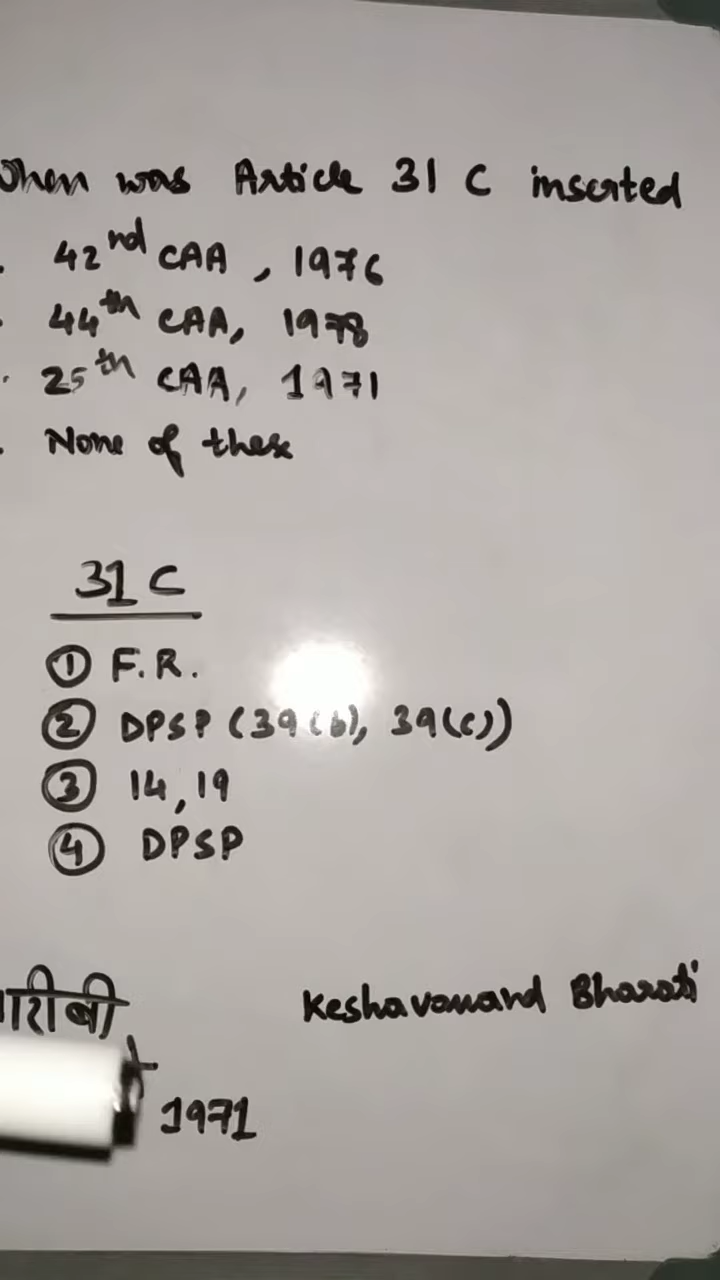 When was Article 31 C inserted
42nd CAA, 1976
44th CAA, 1978
25th CAA, 1971
None of these
31 C
① F.R.
② DPSP (39(b), 39(c))
③ 14, 19
④ DPSP
Keshavanand Bharati
1971